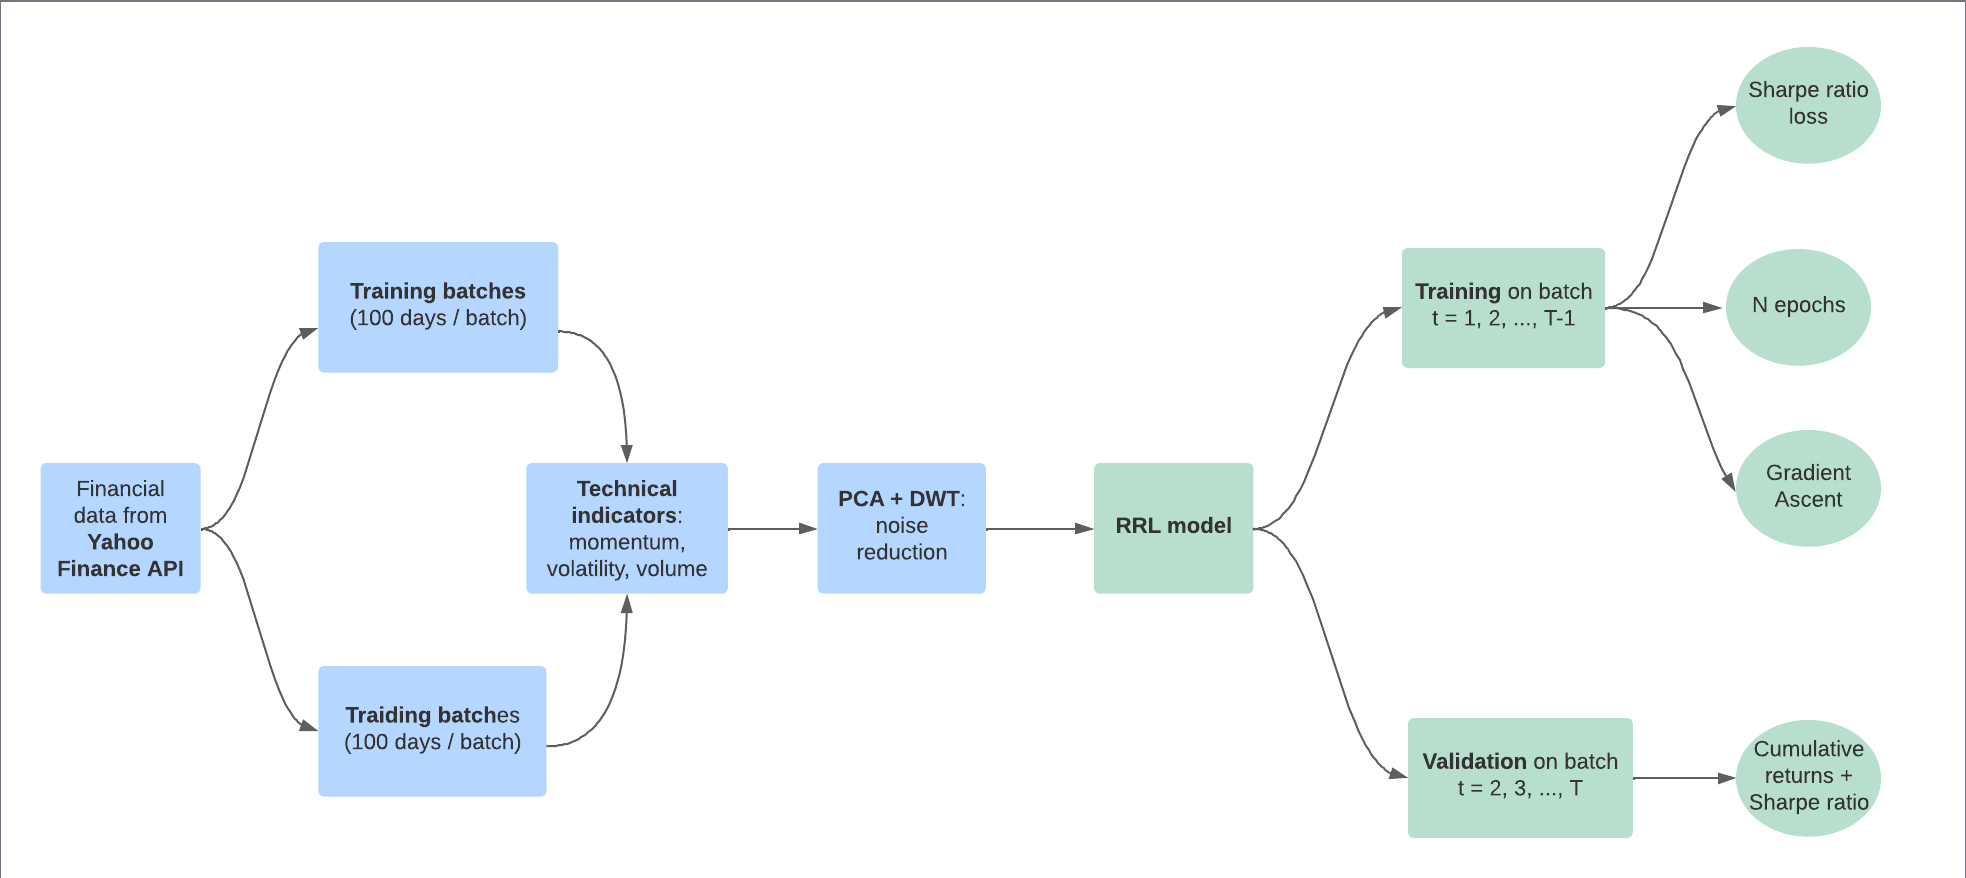 Financial
data from
Yahoo
Finance API
Training batches
(100 days / batch)
Traiding batches
(100 days / batch)
Technical
indicators:
momentum,
volatility, volume
PCA + DWT:
noise
reduction
RRL model
Training on batch
t = 1, 2, ..., T-1
Sharpe ratio
loss
N epochs
Gradient
Ascent
Validation on batch
t = 2, 3, ..., T
Cumulative
returns +
Sharpe ratio